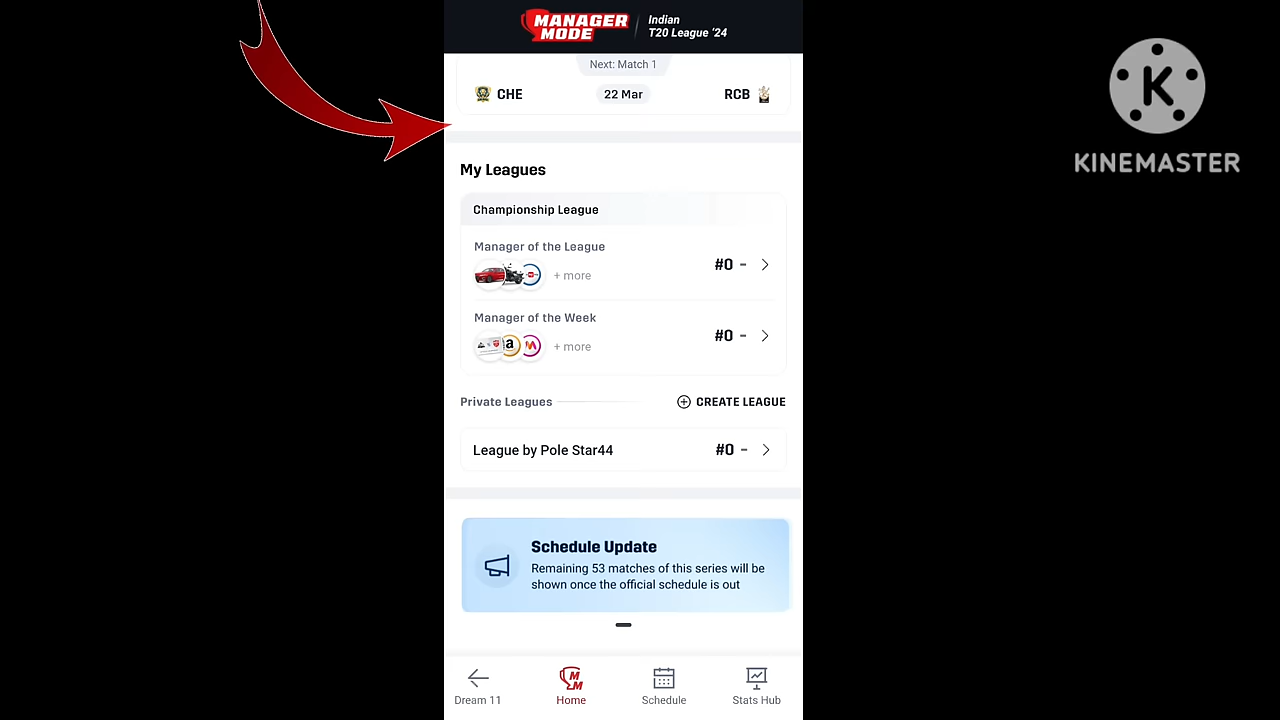 MANAGER
MODE
Indian
T20 League '24
K
KINEMASTER
Next: Match 1
CHE
22 Mar
RCB
My Leagues
Championship League
Manager of the League
+ more
#0 -
Manager of the Week
a
+ more
#0 -
Private Leagues
CREATE LEAGUE
League by Pole Star44
#0 -
Schedule Update
Remaining 53 matches of this series will be
shown once the official schedule is out
MM
Dream 11
Home
Schedule
Stats Hub